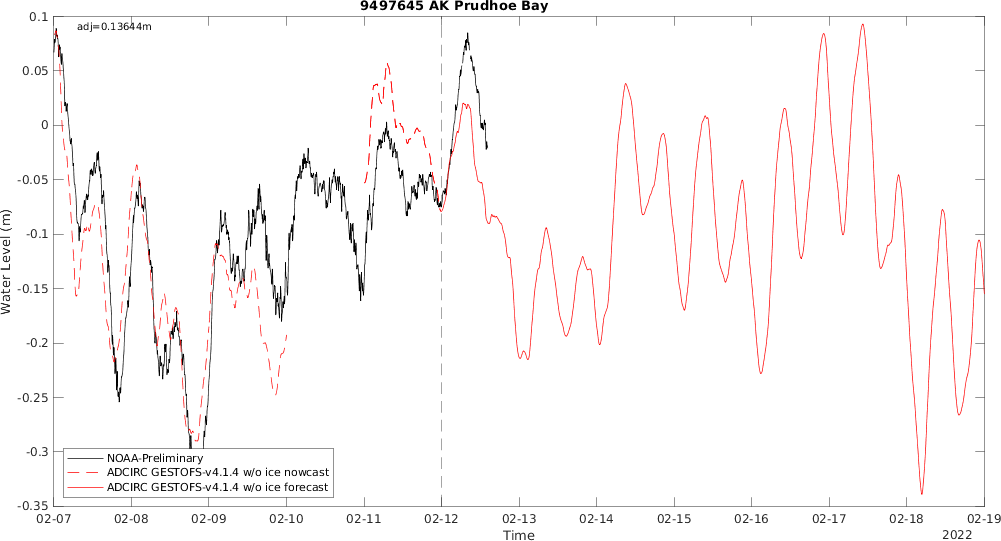 9497645 AK Prudhoe Bay
adj=0.13644m
0.1
0.05
0
-0.05
-0.1
-0.15
-0.2
-0.25
-0.3
-0.35
Water Level (m)
NOAA-Preliminary
ADCIRC GESTOFS-v4.1.4 w/o ice nowcast
ADCIRC GESTOFS-v4.1.4 w/o ice forecast
02-07 02-08 02-09 02-10 02-11 02-12 02-13 02-14 02-15 02-16 02-17 02-18 02-19
Time
2022